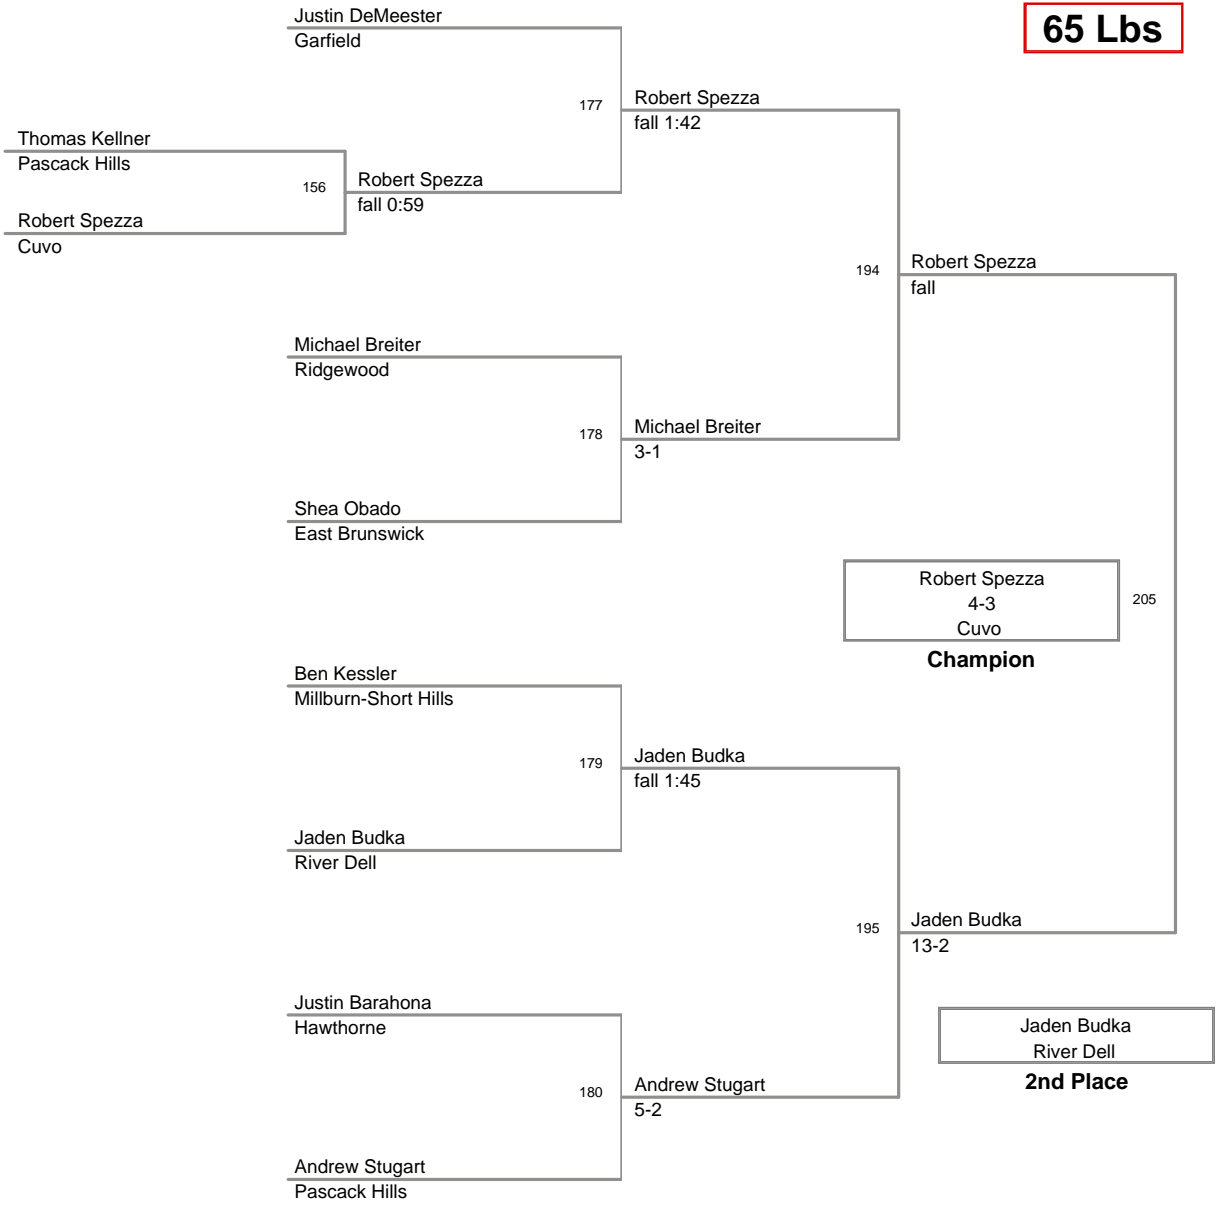 Justin DeMeester
Garfield
65 Lbs
177
Robert Spezza
fall 1:42
Thomas Kellner
Pascack Hills
156
Robert Spezza
fall 0:59
Robert Spezza
Cuvo
194
Robert Spezza
fall
Michael Breiter
Ridgewood
178
Michael Breiter
3-1
Shea Obado
East Brunswick
Robert Spezza
4-3
Cuvo
205
Champion
Ben Kessler
Millburn-Short Hills
179
Jaden Budka
fall 1:45
Jaden Budka
River Dell
195
Jaden Budka
13-2
Justin Barahona
Hawthorne
Jaden Budka
River Dell
2nd Place
180
Andrew Stugart
5-2
Andrew Stugart
Pascack Hills